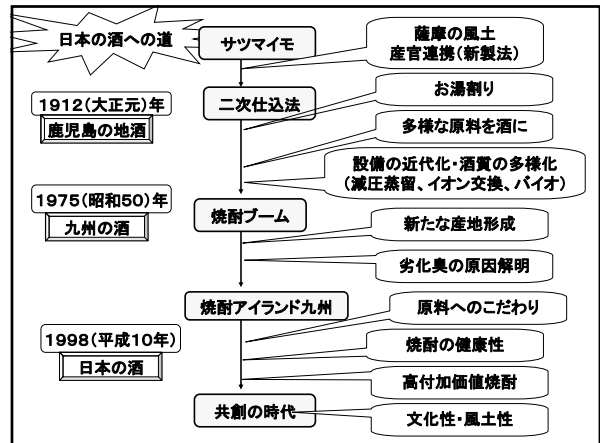 日本の酒への道
サツマイモ
薩摩の風土
産官連携(新製法)
1912(大正元)年
鹿児島の地酒
二次仕込法
お湯割り
多様な原料を酒に
設備の近代化・酒質の多様化
(減圧蒸留、イオン交換、バイオ)
1975(昭和50)年
九州の酒
焼酎ブーム
新たな産地形成
劣化臭の原因解明
焼酎アイランド九州
原料へのこだわり
1998(平成10年)
日本の酒
焼酎の健康性
高付加価値焼酎
共創の時代
文化性・風土性